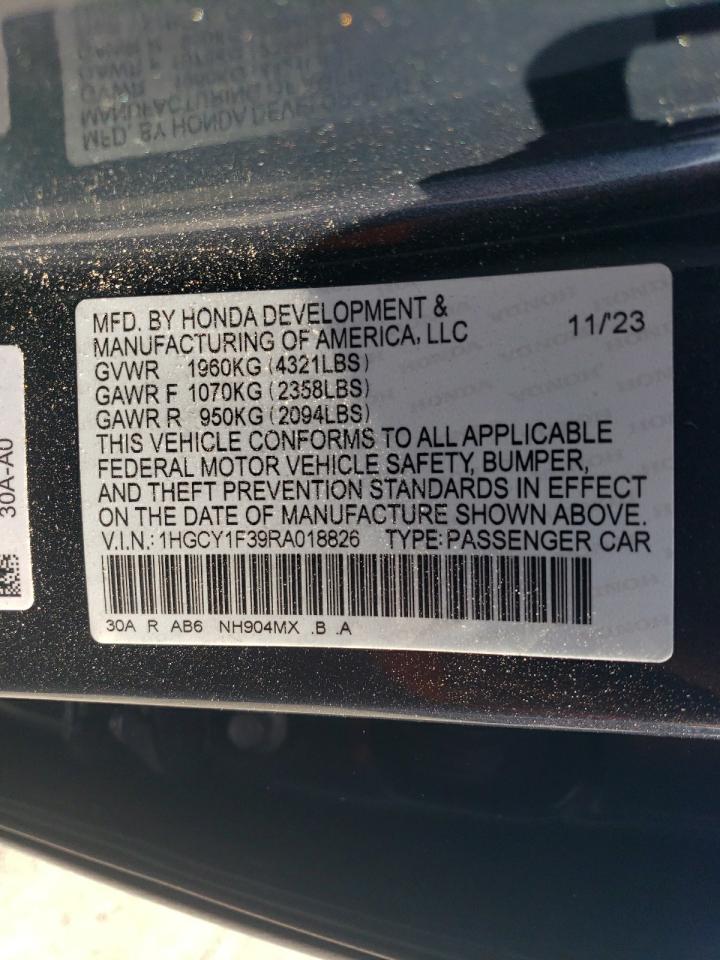 MFD. BY HONDA DEVELOPMENT &
MANUFACTURING OF AMERICA, LLC 11/'23
GVWR 1960KG (4321LBS)
GAWR F 1070KG (2358LBS)
GAWR R 950KG (2094LBS)
THIS VEHICLE CONFORMS TO ALL APPLICABLE
FEDERAL MOTOR VEHICLE SAFETY, BUMPER,
AND THEFT PREVENTION STANDARDS IN EFFECT
ON THE DATE OF MANUFACTURE SHOWN ABOVE.
V.I.N.: 1HGCY1F39RA018826 TYPE: PASSENGER CAR
30A R AB6 NH904MX .B .A
30A-A0